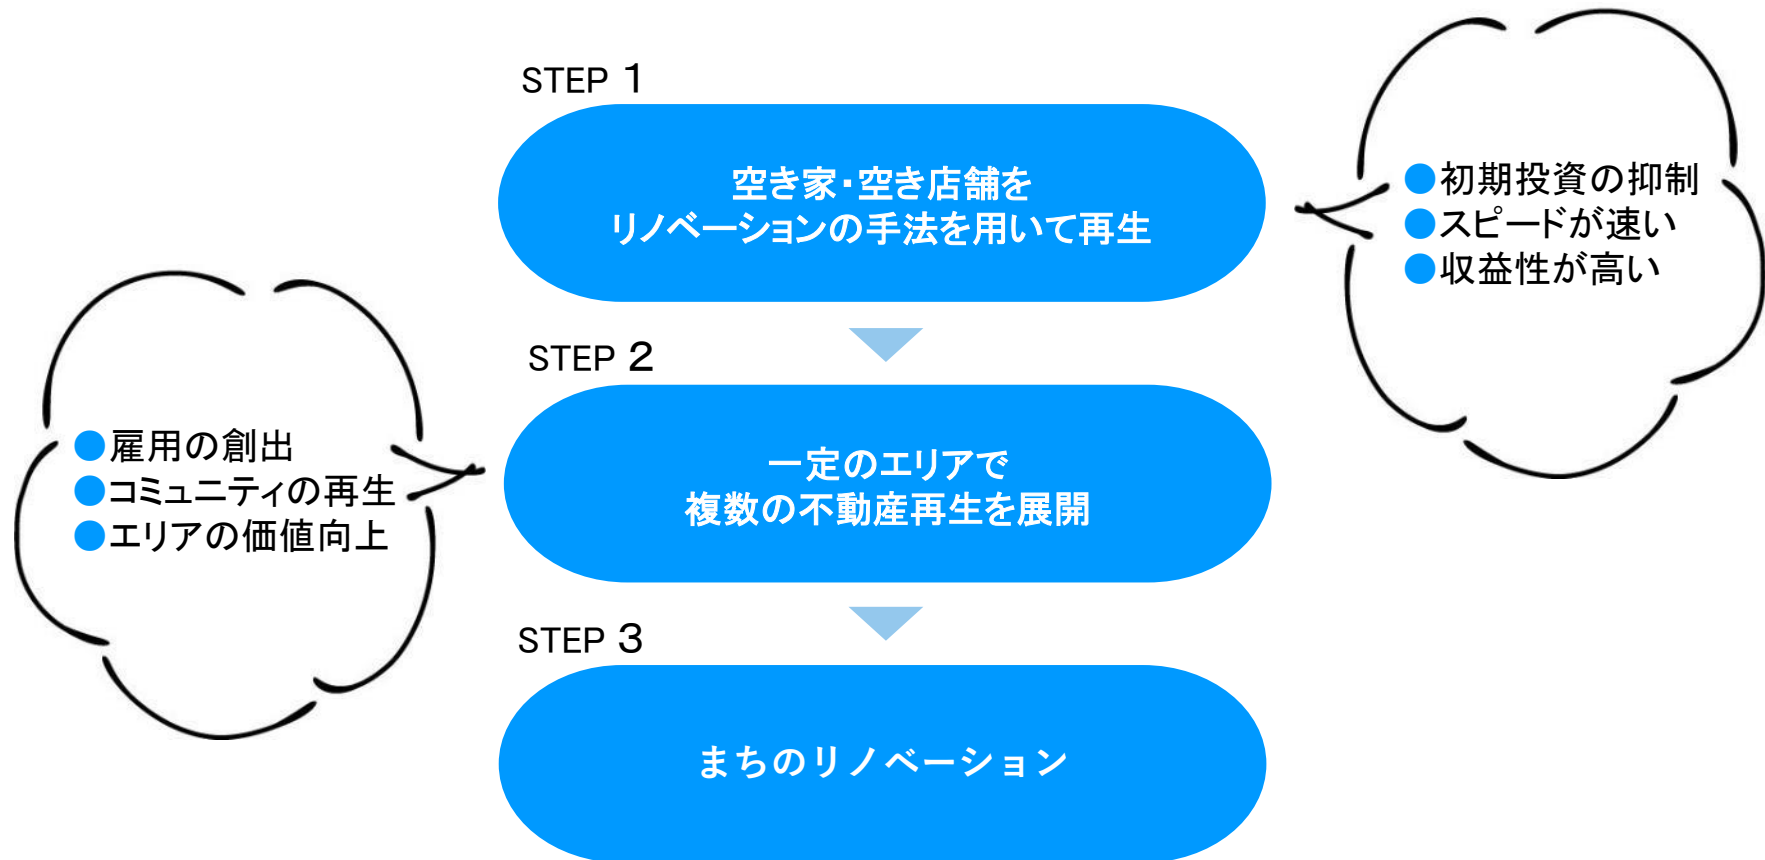 STEP 1
空き家・空き店舗を
リノベーションの手法を用いて再生
●初期投資の抑制
●スピードが速い
●収益性が高い
STEP 2
一定のエリアで
複数の不動産再生を展開
●雇用の創出
●コミュニティの再生
●エリアの価値向上
STEP 3
まちのリノベーション